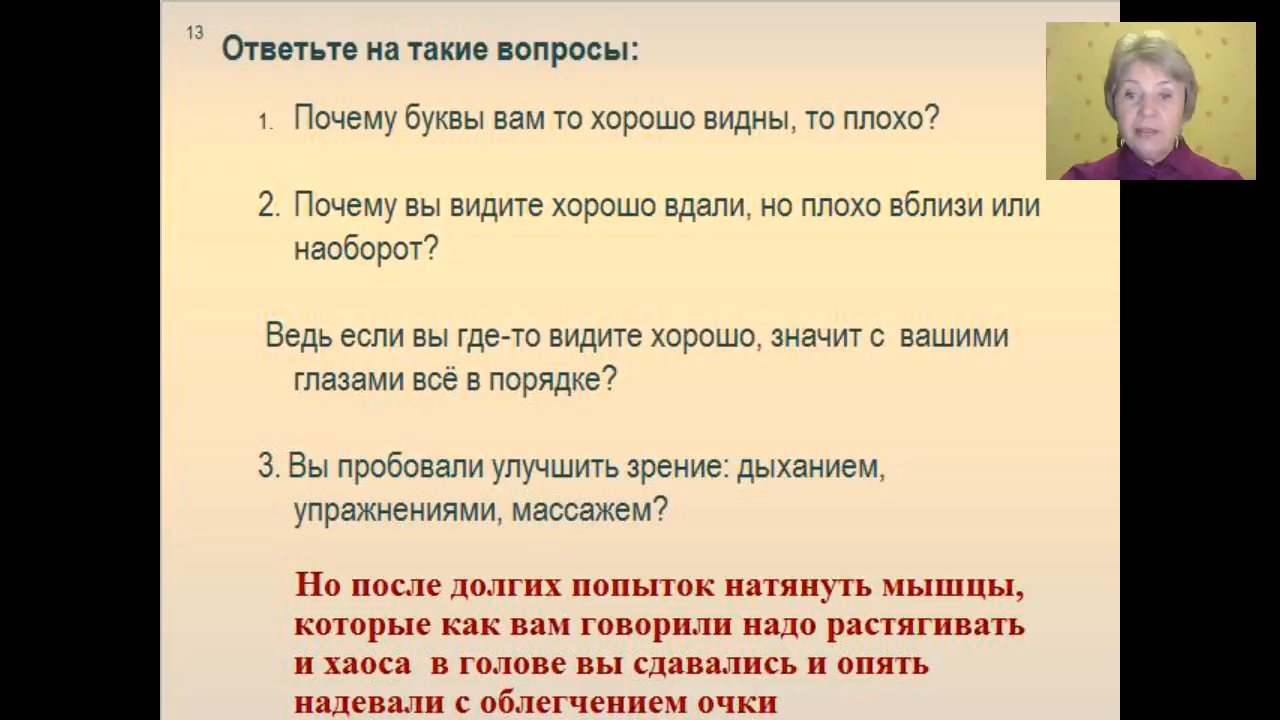 13
Ответьте на такие вопросы:
1. Почему буквы вам то хорошо видны, то плохо?
2. Почему вы видите хорошо вдали, но плохо вблизи или
наоборот?
Ведь если вы где-то видите хорошо, значит с вашими
глазами всё в порядке?
3. Вы пробовали улучшить зрение: дыханием,
упражнениями, массажем?
Но после долгих попыток натянуть мышцы,
которые как вам говорили надо растягивать
и хаоса в голове вы сдавались и опять
надевали с облегчением очки